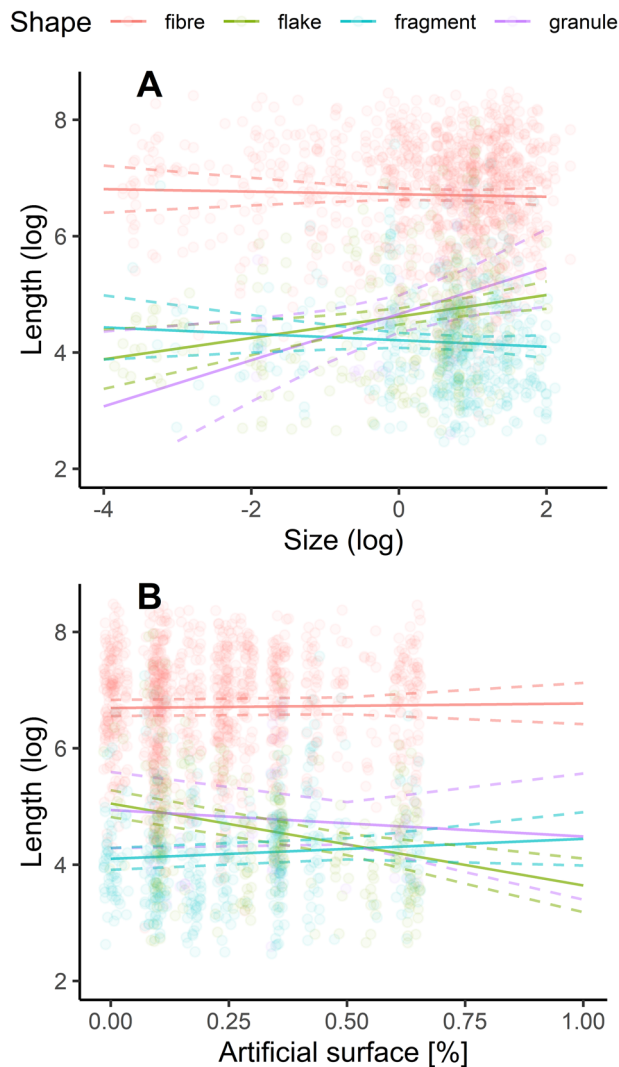 Shape fibre flake fragment granule
A
8
6
4
2
Length (log)
-4 -2 0 2
Size (log)
B
8
6
4
2
Length (log)
0.00 0.25 0.50 0.75 1.00
Artificial surface [%]